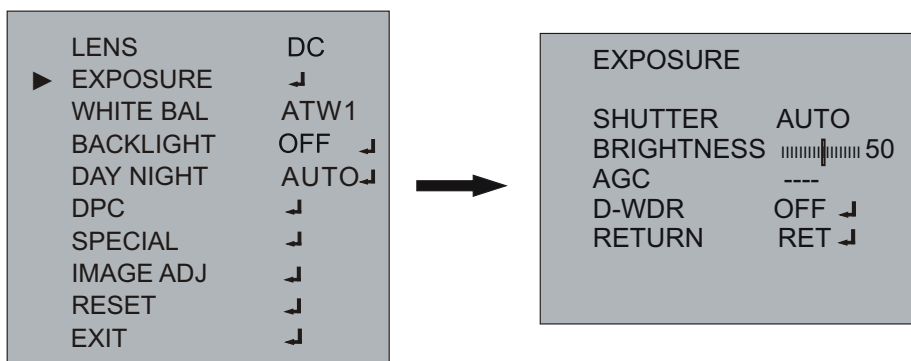 LENS DC
EXPOSURE
WHITE BAL ATW1
BACKLIGHT OFF
DAY NIGHT AUTO
DPC
SPECIAL
IMAGE ADJ
RESET
EXIT
EXPOSURE
SHUTTER AUTO
BRIGHTNESS 50
AGC ----
D-WDR OFF
RETURN RET